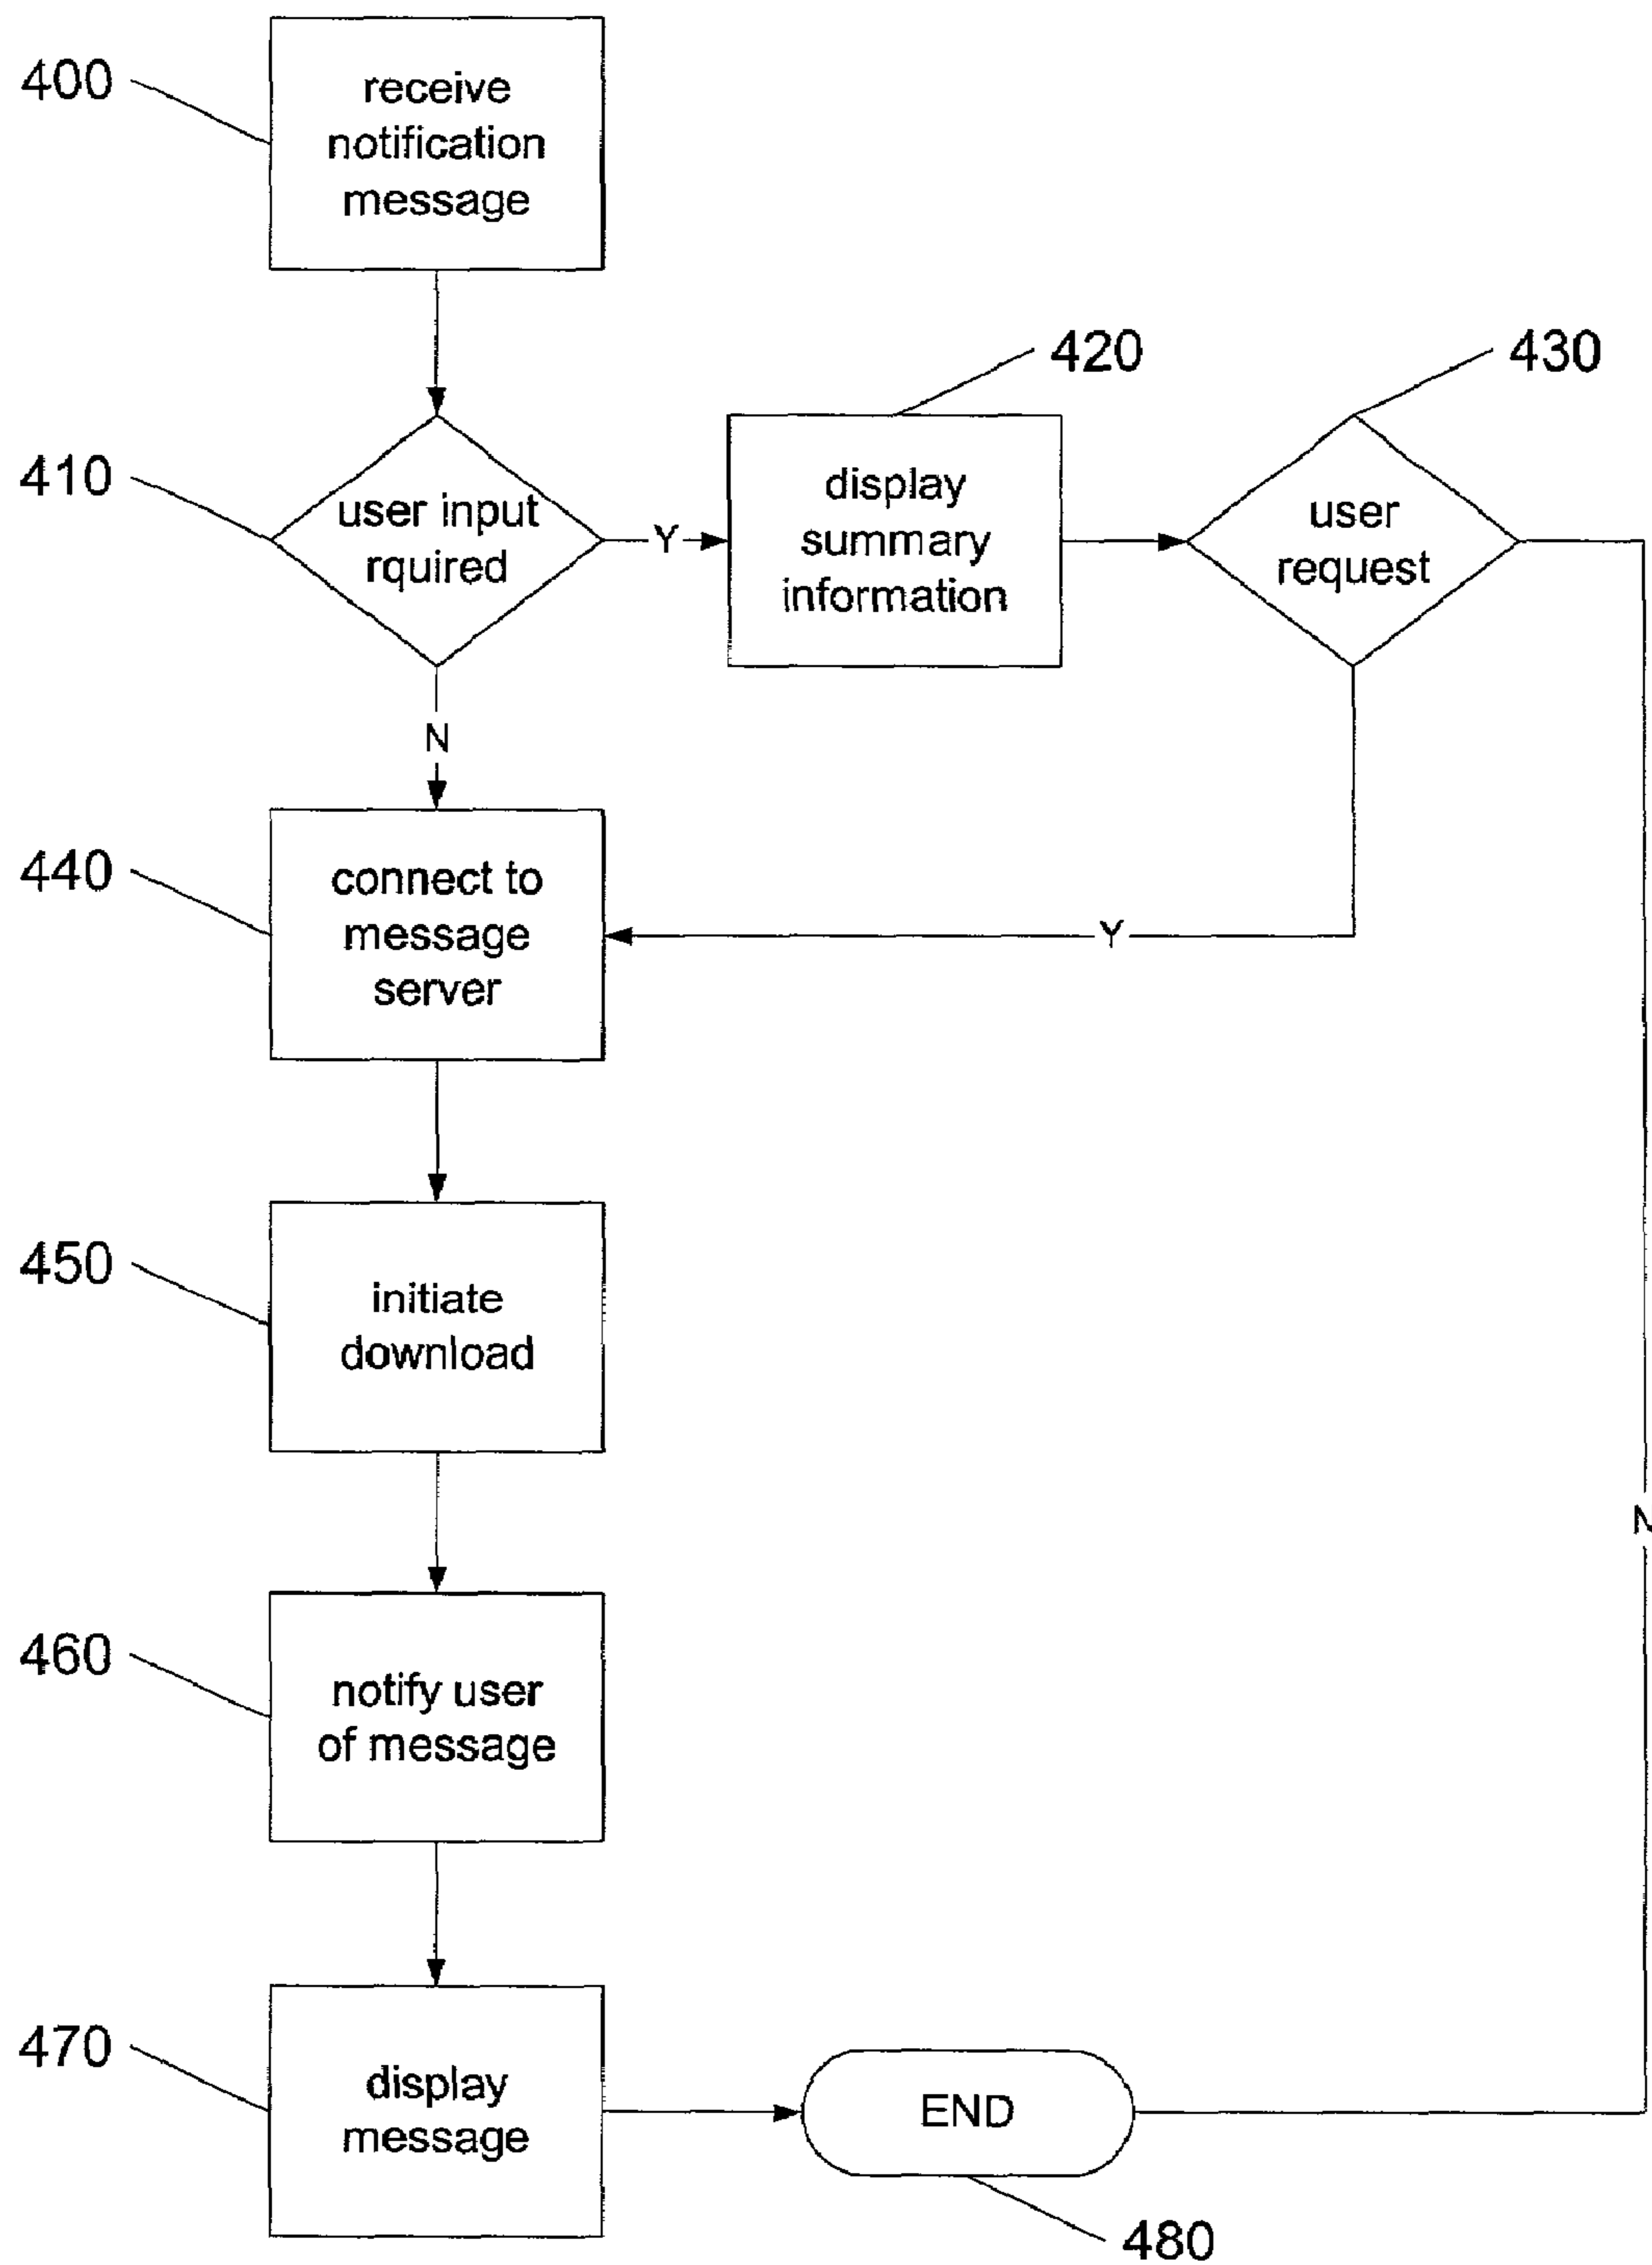 400
receive
notification
message
420
430
410
user input
rquired
Y
display
summary
information
user
request
N
440
connect to
message
server
Y
450
initiate
download
N
460
notify user
of message
470
display
message
END
480